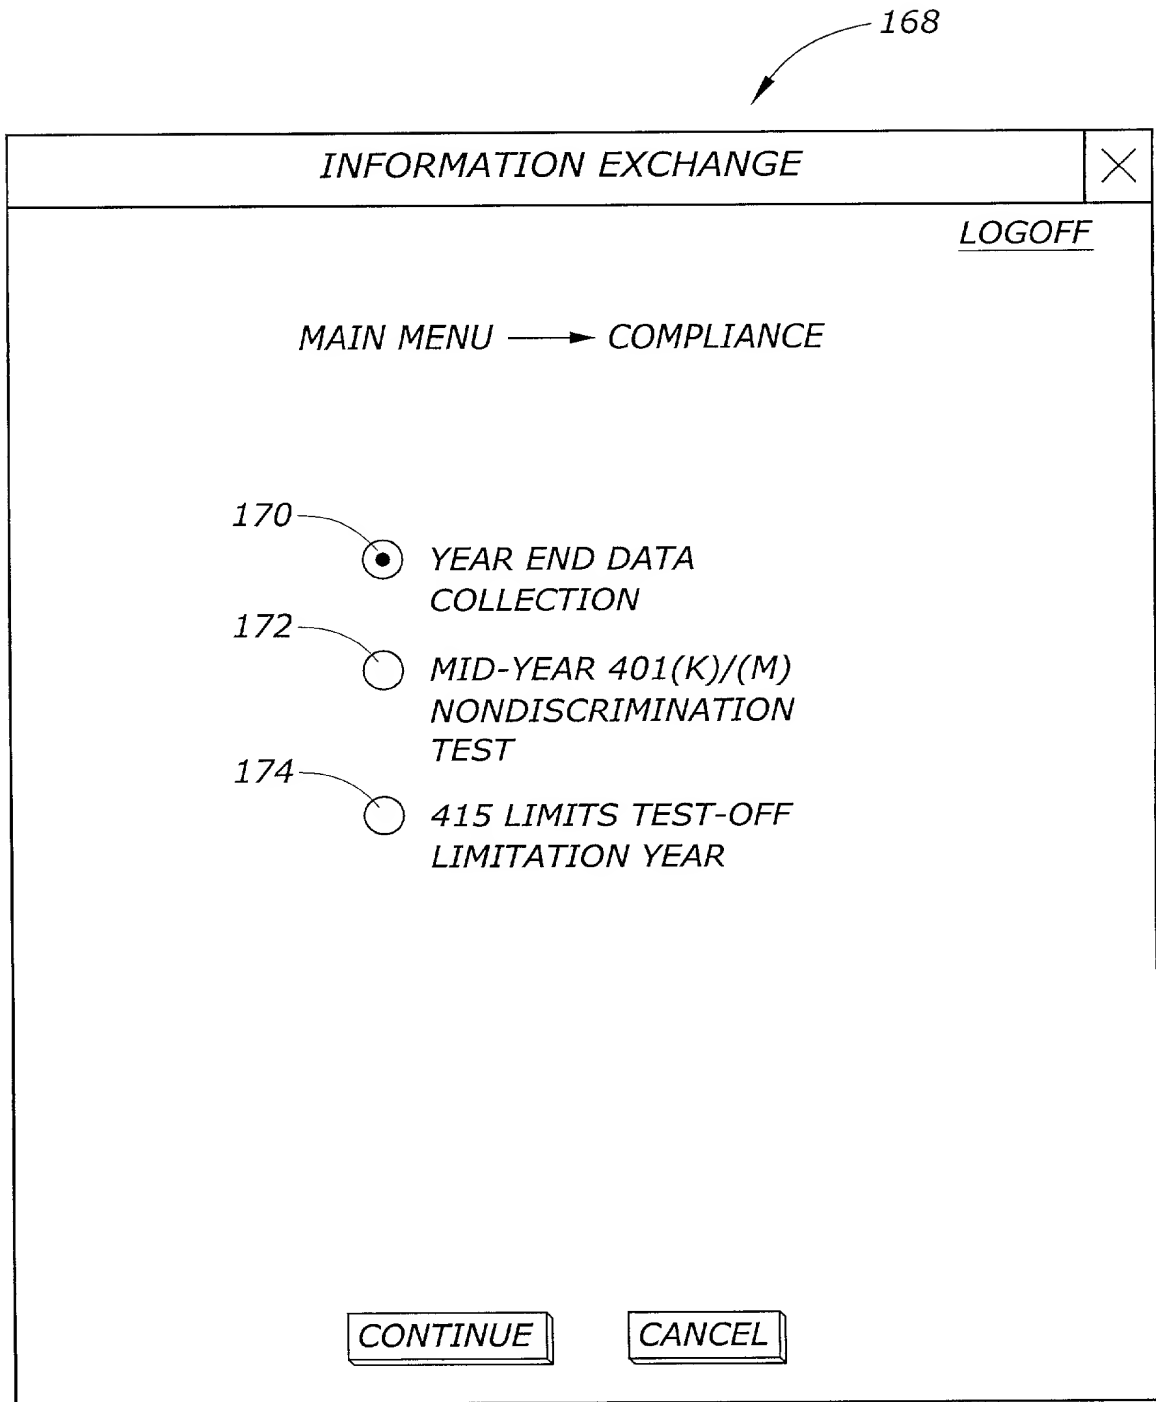 168
INFORMATION EXCHANGE
LOGOFF
MAIN MENU COMPLIANCE
170
YEAR END DATA
COLLECTION
172
MID-YEAR 401(K)/(M)
NONDISCRIMINATION
TEST
174
415 LIMITS TEST-OFF
LIMITATION YEAR
CONTINUE CANCEL